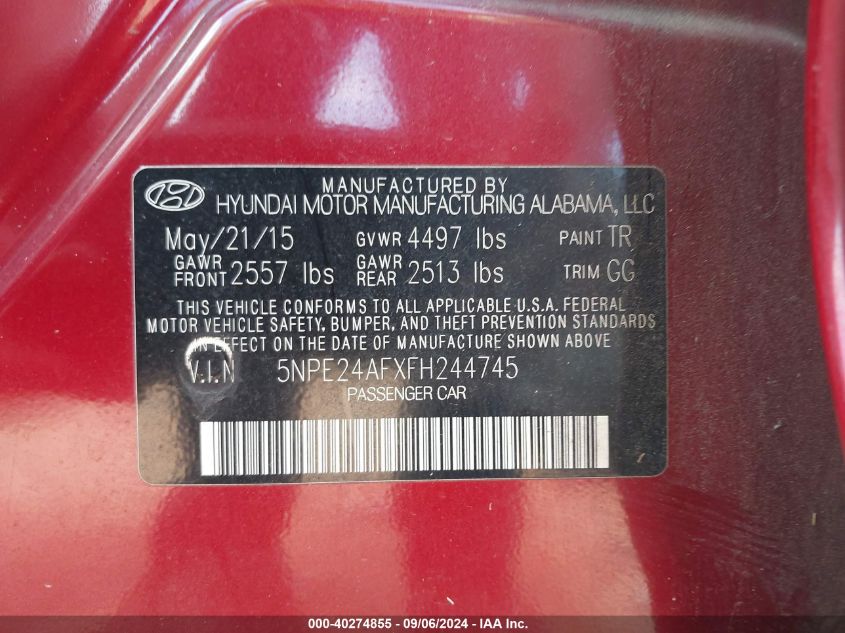 MANUFACTURED BY
HYUNDAI MOTOR MANUFACTURING ALABAMA, LLC
May/21/15 GVWR 4497 lbs PAINT TR
GAWR FRONT 2557 lbs GAWR REAR 2513 lbs TRIM GG
THIS VEHICLE CONFORMS TO ALL APPLICABLE U.S.A. FEDERAL
MOTOR VEHICLE SAFETY, BUMPER, AND THEFT PREVENTION STANDARDS
IN EFFECT ON THE DATE OF MANUFACTURE SHOWN ABOVE
V.I.N 5NPE24AFXFH244745
PASSENGER CAR
000-40274855 - 09/06/2024 - IAA Inc.